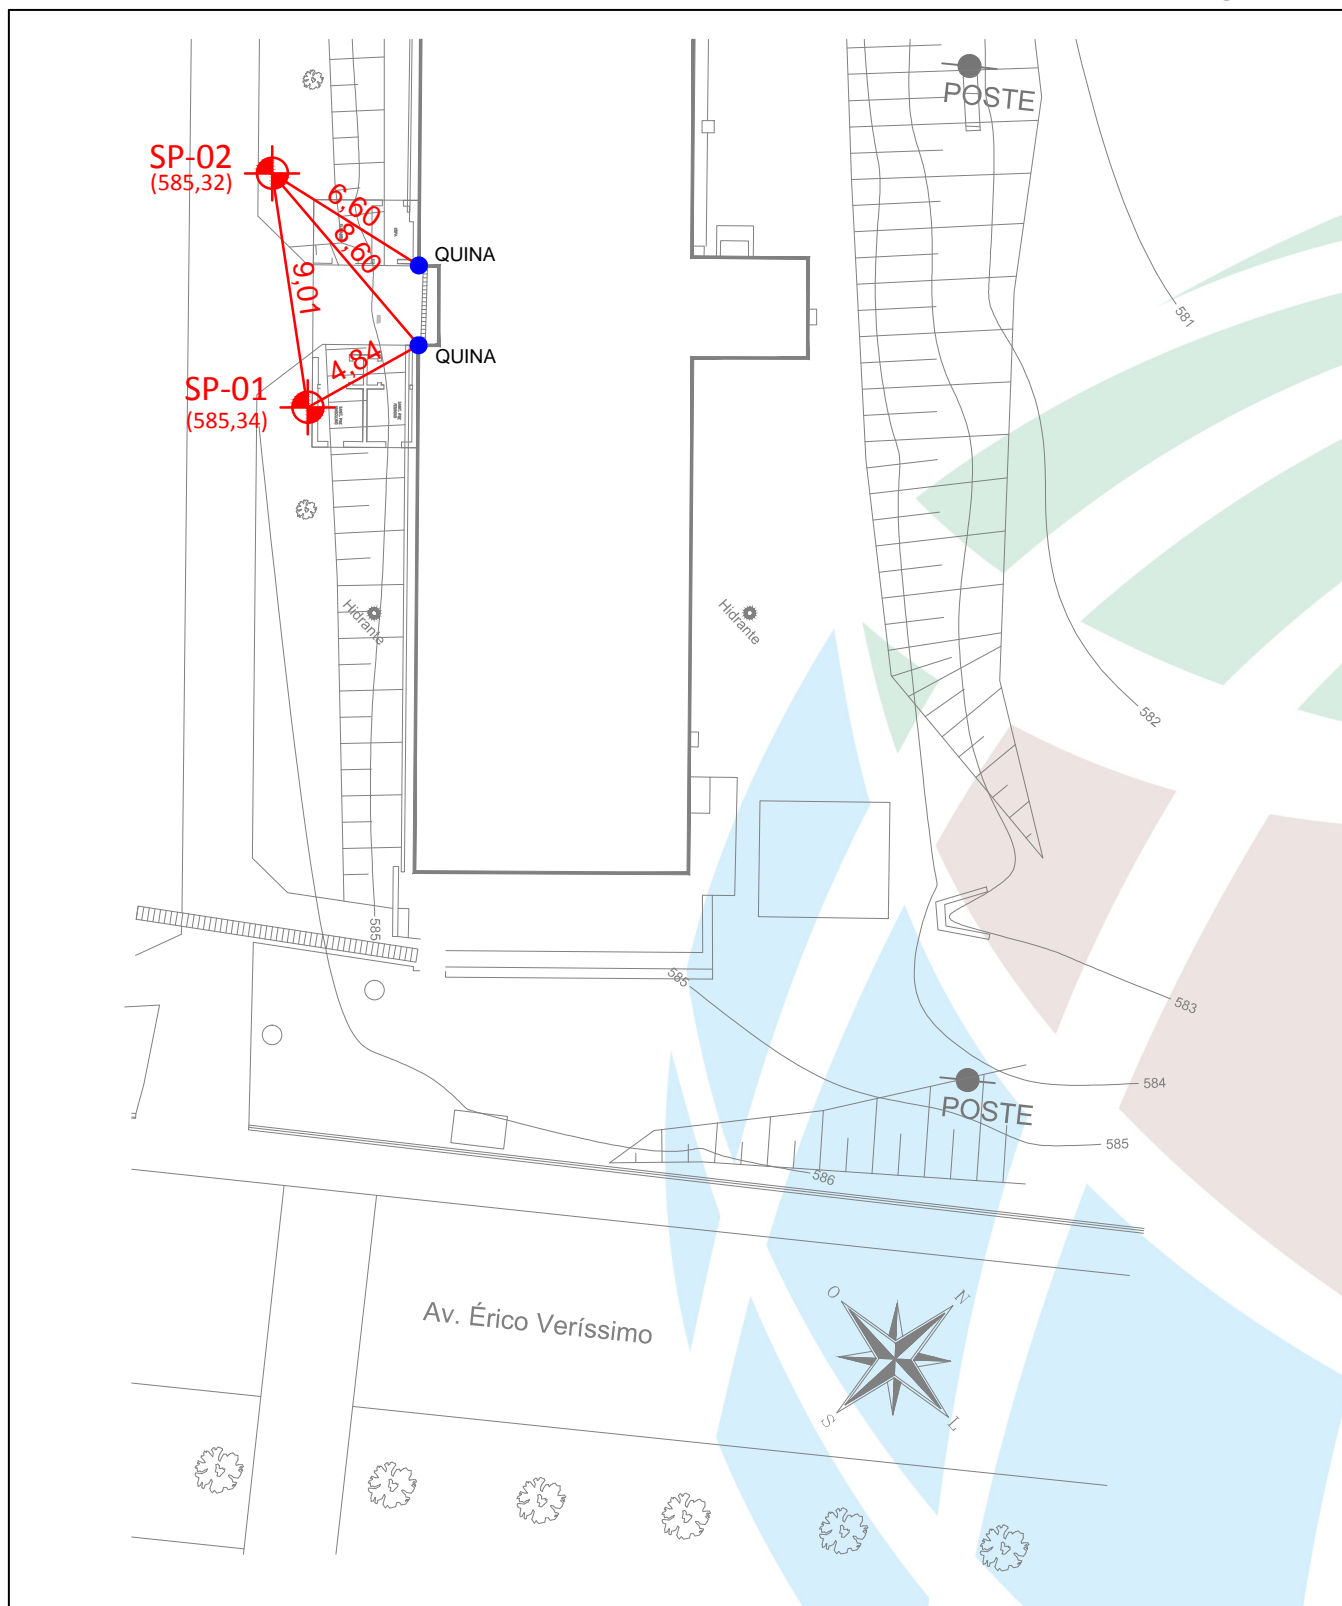 POSTE
SP-02
(585,32)
6,60
8,60
QUINA
9,01
581
QUINA
4,84
SP-01
(585,34)
Hidrante
Hidrante
582
585
585
583
584
POSTE
585
586
Av. Érico Veríssimo
O
N
S
L